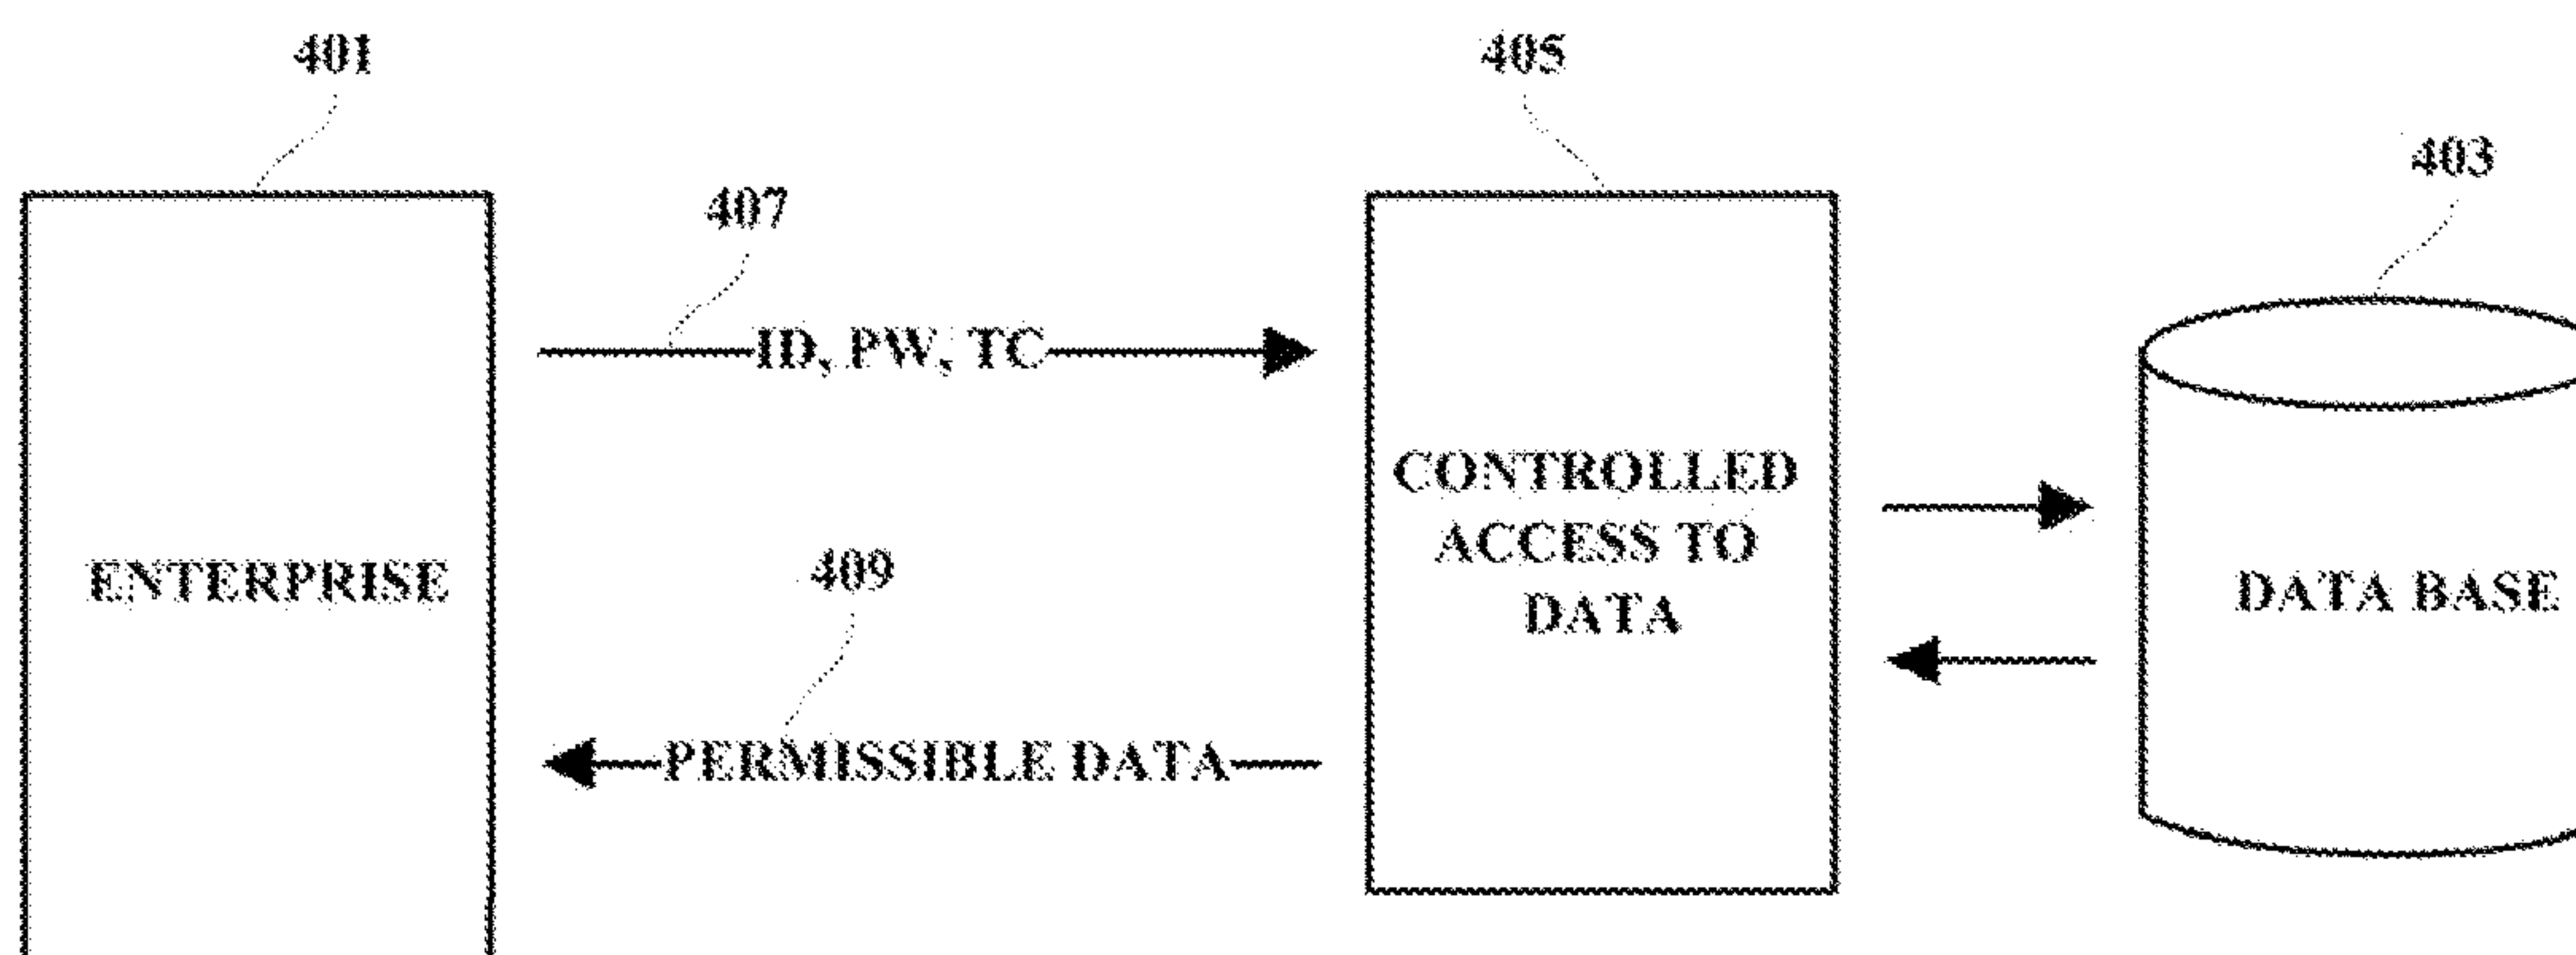 401
405
403
407
ID, PW, TC
CONTROLLED
ACCESS TO
DATA
ENTERPRISE
409
DATA BASE
PERMISSIBLE DATA